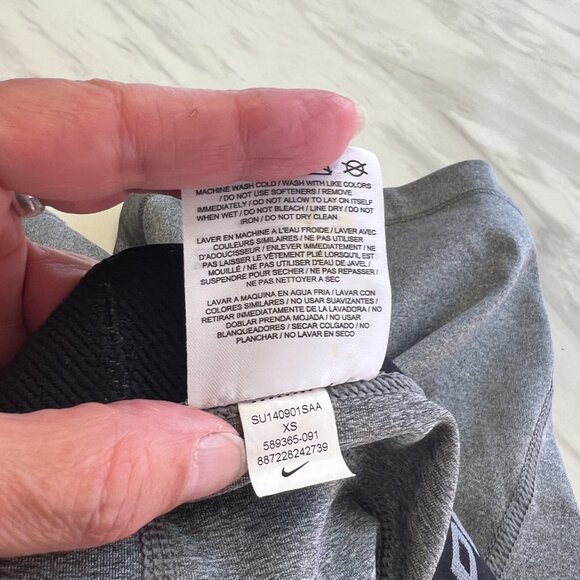 MACHINE WASH COLD / WASH WITH LIKE COLORS
/ DO NOT USE SOFTENERS / REMOVE
IMMEDIATELY / DO NOT ALLOW TO LAY ON ITSELF
WHEN WET / DO NOT BLEACH / LINE DRY / DO NOT
IRON / DO NOT DRY CLEAN
LAVER EN MACHINE A L'EAU FROIDE / LAVER AVEC
COULEURS SIMILAIRES / NE PAS UTILISER
D'ADOUCISSEUR / ENLEVER IMMEDIATEMENT / NE
PAS LAISSER LE VÊTEMENT PLIÉ LORSQU'IL EST
MOUILLÉ / NE PAS UTILISER D'EAU DE JAVEL /
SUSPENDRE POUR SECHER / NE PAS REPASSER /
NE PAS NETTOYER A SEC
LAVAR A MAQUINA EN AGUA FRIA / LAVAR CON
COLORES SIMILARES / NO USAR SUAVIZANTES / NO
RETIRAR INMEDIATAMENTE DE LA LAVADORA / NO
DOBLAR PRENDA MOJADA / NO USAR
BLANQUEADORES / SECAR COLGADO / NO
PLANCHAR / NO LAVAR EN SECO
SU140901SAA
XS
589365-091
887228242739